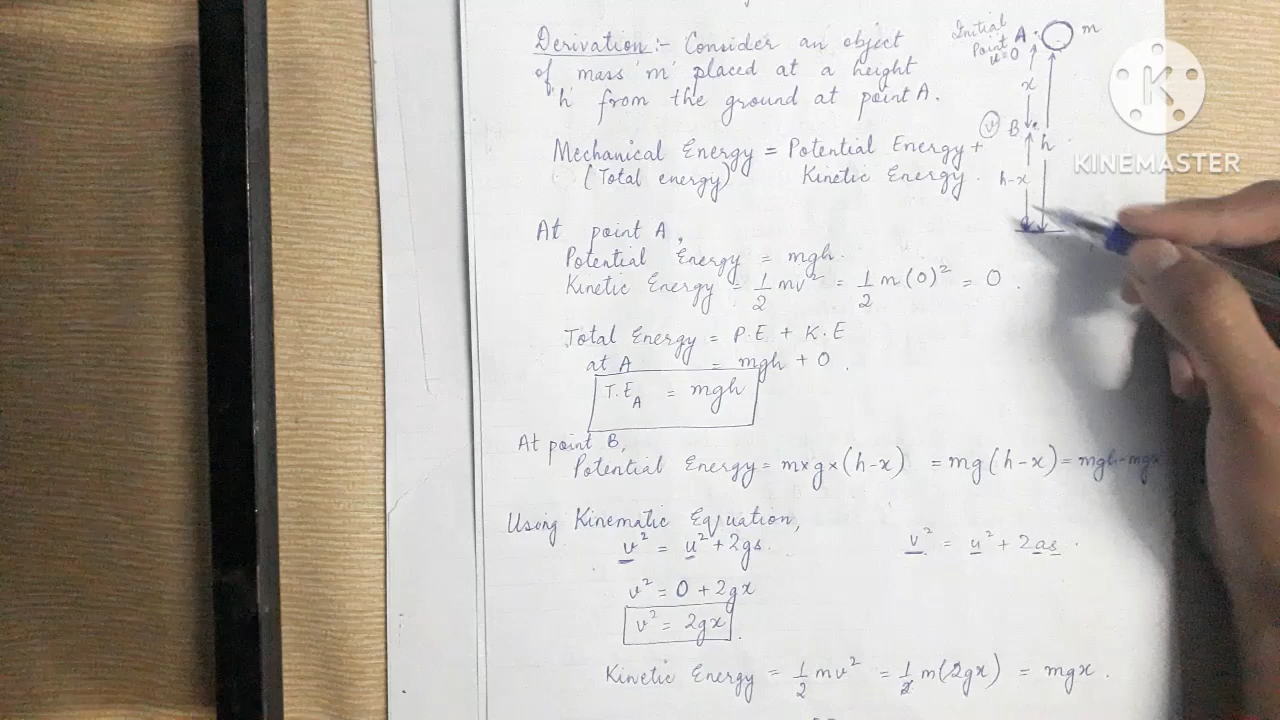 Derivation :- Consider an object
of mass 'm' placed at a height
'h' from the ground at point A.
Initial
Point A
u=0
m
x
v B
h
h-x
K
KINEMASTER
Mechanical Energy = Potential Energy +
(Total energy) Kinetic Energy.
At point A,
Potential Energy = mgh.
Kinetic Energy = 1/2 mv² = 1/2 m(0)² = 0.
Total Energy = P.E + K.E
at A = mgh + 0.
T.E_A = mgh
At point B,
Potential Energy = m×g×(h-x) = mg(h-x) = mgh-mgx
Using Kinematic Equation,
v² = u² + 2gs. v² = u² + 2as.
v² = 0 + 2gx
v² = 2gx.
Kinetic Energy = 1/2 mv² = 1/2 m(2gx) = mgx.